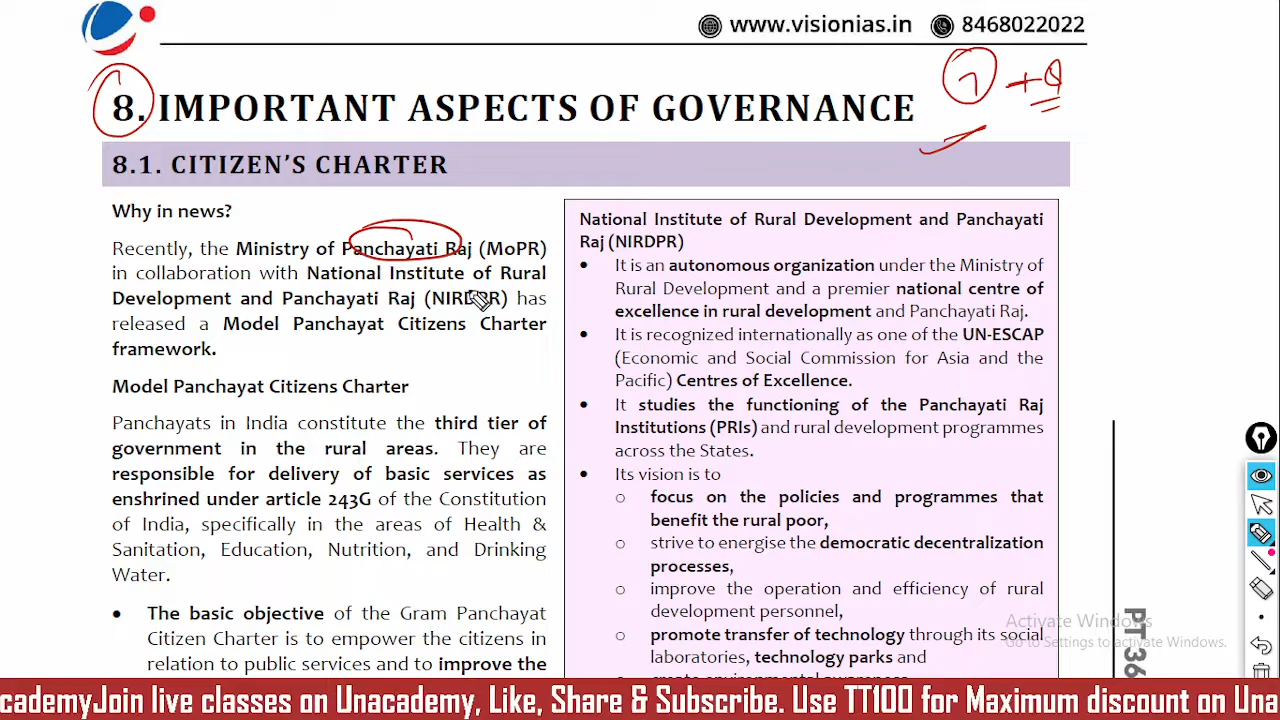 www.visionias.in 8468022022
7 + Q
8. IMPORTANT ASPECTS OF GOVERNANCE
8.1. CITIZEN'S CHARTER
Why in news?
Recently, the Ministry of Panchayati Raj (MoPR)
in collaboration with National Institute of Rural
Development and Panchayati Raj (NIRDPR) has
released a Model Panchayat Citizens Charter
framework.
Model Panchayat Citizens Charter
Panchayats in India constitute the third tier of
government in the rural areas. They are
responsible for delivery of basic services as
enshrined under article 243G of the Constitution
of India, specifically in the areas of Health &
Sanitation, Education, Nutrition, and Drinking
Water.
• The basic objective of the Gram Panchayat
Citizen Charter is to empower the citizens in
relation to public services and to improve the
National Institute of Rural Development and Panchayati
Raj (NIRDPR)
• It is an autonomous organization under the Ministry of
Rural Development and a premier national centre of
excellence in rural development and Panchayati Raj.
• It is recognized internationally as one of the UN-ESCAP
(Economic and Social Commission for Asia and the
Pacific) Centres of Excellence.
• It studies the functioning of the Panchayati Raj
Institutions (PRIs) and rural development programmes
across the States.
• Its vision is to
o focus on the policies and programmes that
benefit the rural poor,
o strive to energise the democratic decentralization
processes,
o improve the operation and efficiency of rural
development personnel,
o promote transfer of technology through its social
laboratories, technology parks and
create environmental awareness
PT 36
Activate Windows
Go to Settings to activate Windows.
cademyJoin live classes on Unacademy, Like, Share & Subscribe. Use TT100 for Maximum discount on Una